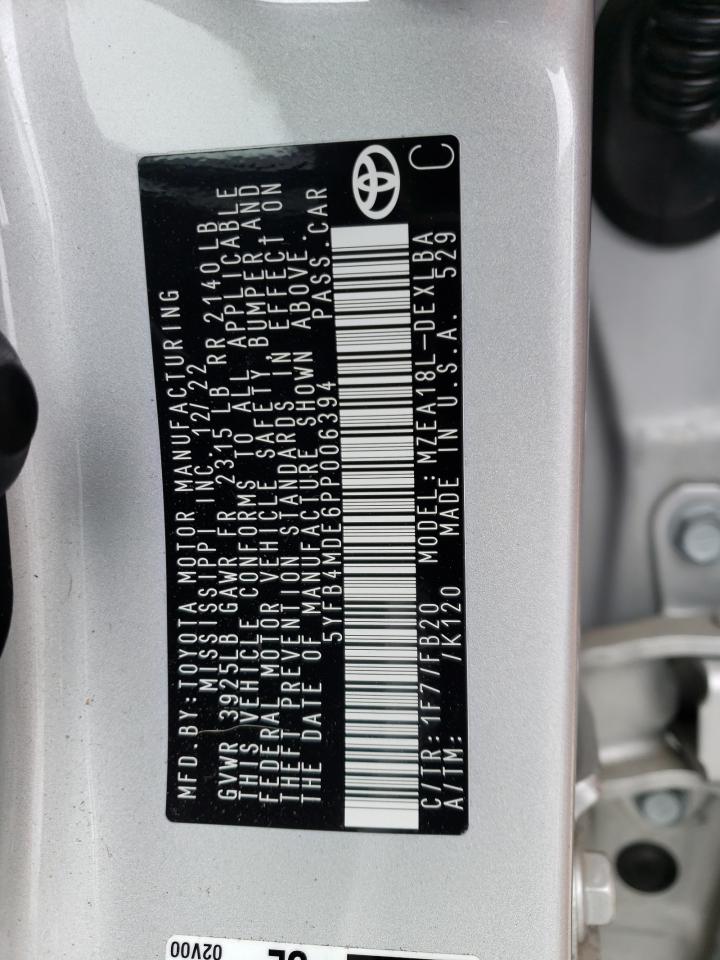 MFD.BY:TOYOTA MOTOR MANUFACTURING
MISSISSIPPI INC 12/22
GVWR 3925LB GAWR FR 2315 LB RR 2140LB
THIS VEHICLE CONFORMS TO ALL APPLICABLE
FEDERAL MOTOR VEHICLE SAFETY,BUMPER AND
THEFT PREVENTION STANDARDS IN EFFECT ON
THE DATE OF MANUFACTURE SHOWN ABOVE.
5YFB4MDE6PP006394 PASS.CAR
C/TR:1F7/FB20 MODEL:MZEA18L-DEXLBA
A/TM: /K120 MADE IN U.S.A. 529
C
02V00